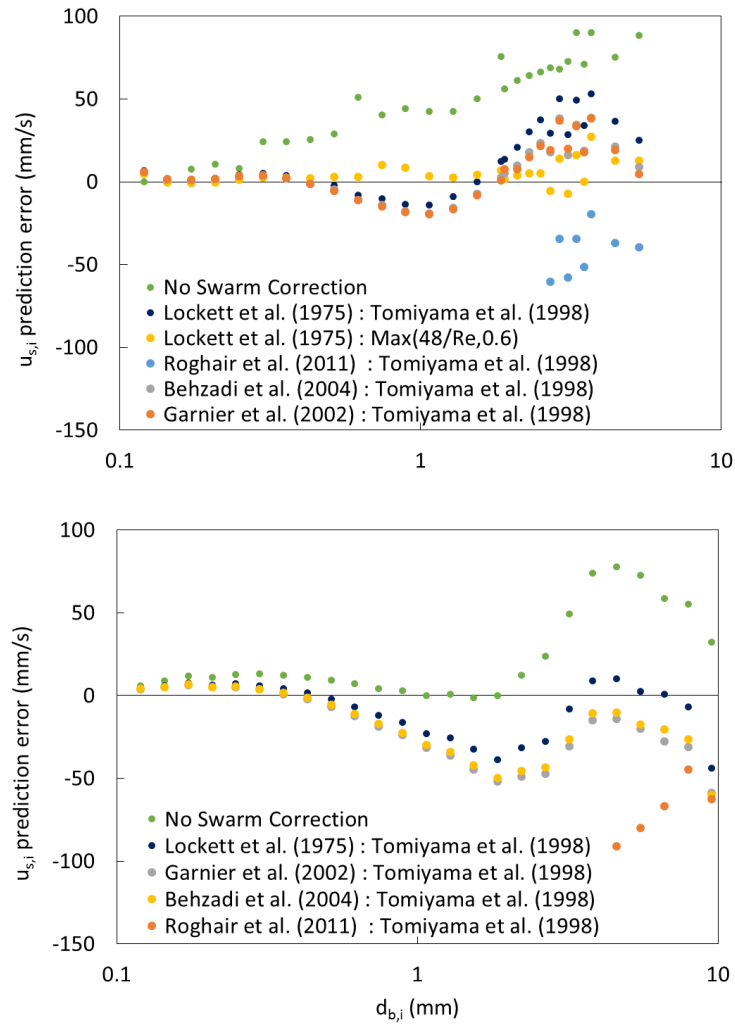 100
50
0
-50
-100
-150
u_s,i prediction error (mm/s)
No Swarm Correction
Lockett et al. (1975) : Tomiyama et al. (1998)
Lockett et al. (1975) : Max(48/Re,0.6)
Roghair et al. (2011) : Tomiyama et al. (1998)
Behzadi et al. (2004) : Tomiyama et al. (1998)
Garnier et al. (2002) : Tomiyama et al. (1998)
0.1 1 10
100
50
0
-50
-100
-150
u_s,i prediction error (mm/s)
No Swarm Correction
Lockett et al. (1975) : Tomiyama et al. (1998)
Garnier et al. (2002) : Tomiyama et al. (1998)
Behzadi et al. (2004) : Tomiyama et al. (1998)
Roghair et al. (2011) : Tomiyama et al. (1998)
0.1 1 10
d_b,i (mm)